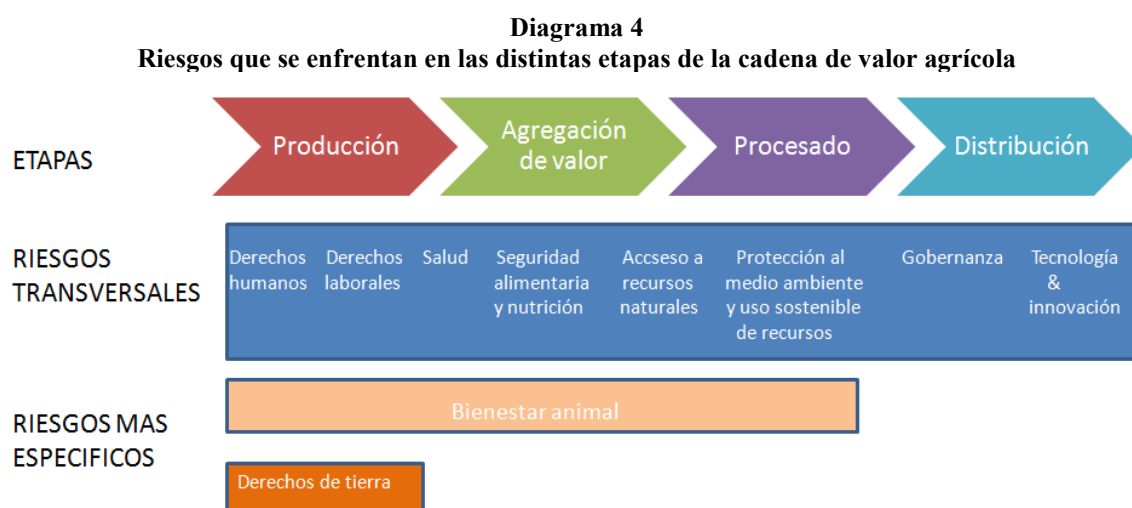 Diagrama 4
Riesgos que se enfrentan en las distintas etapas de la cadena de valor agrícola
ETAPAS
Producción
Agregación
de valor
Procesado
Distribución
RIESGOS
TRANSVERSALES
Derechos
humanos
Derechos
laborales
Salud
Seguridad
alimentaria
y nutrición
Accseso a
recursos
naturales
Protección al
medio ambiente
y uso sostenible
de recursos
Gobernanza
Tecnología
&
innovación
RIESGOS MAS
ESPECIFICOS
Bienestar animal
Derechos de tierra